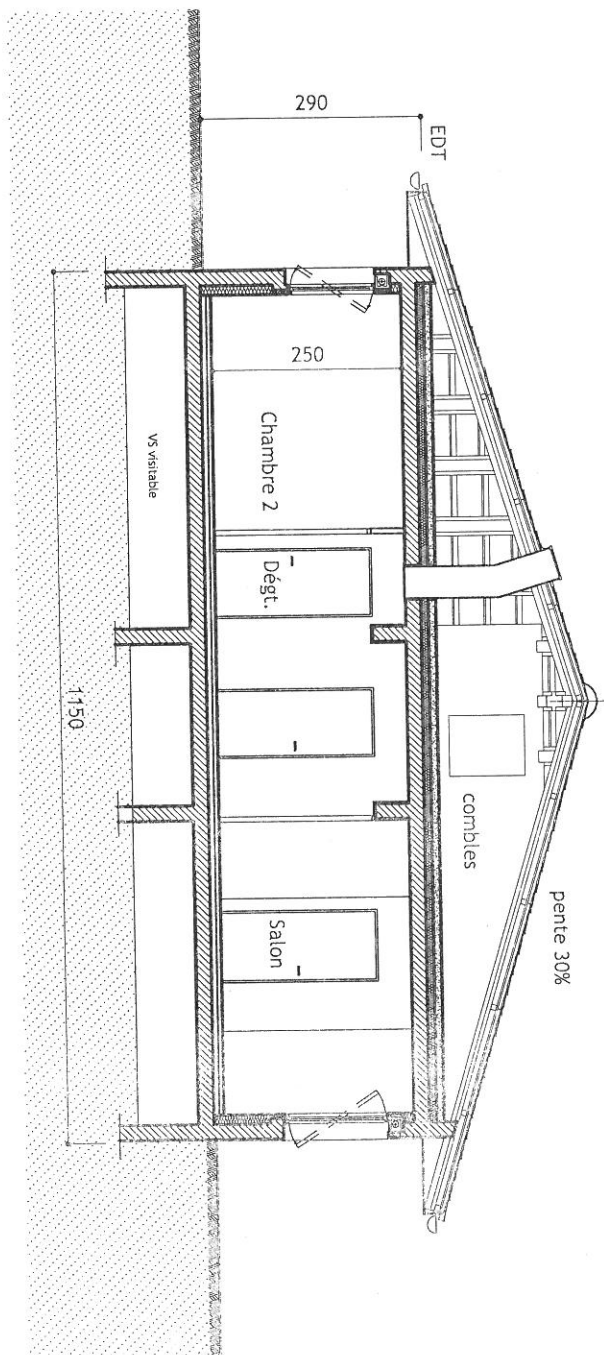 290
EDT
250
Chambre 2
VS visitable
Dégt.
1150
combles
pente 30%
Salon